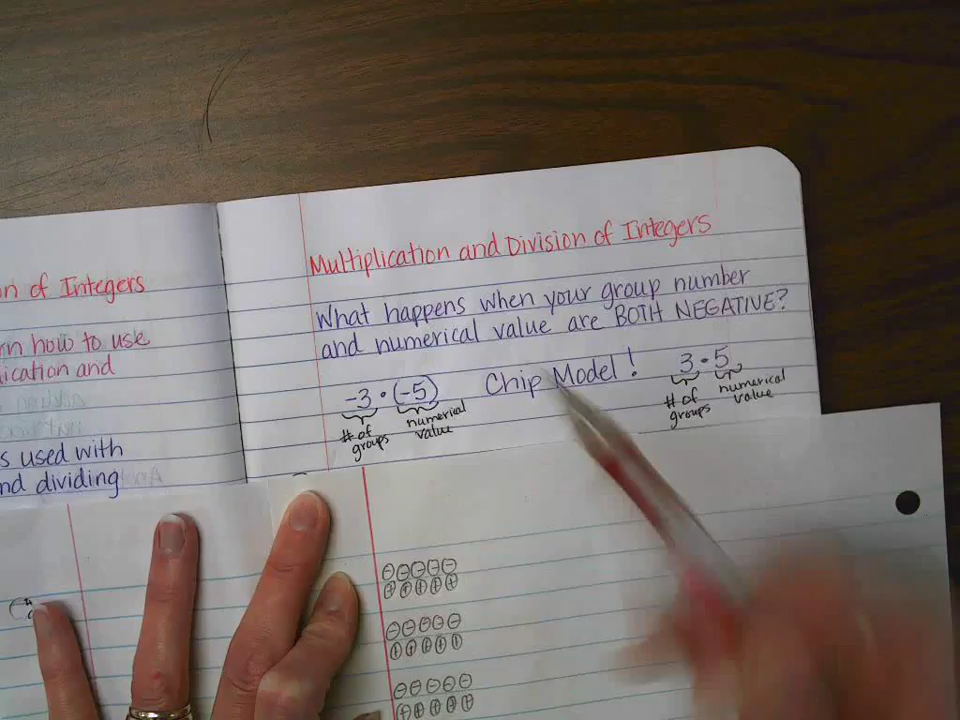 on of Integers
rn how to use
ication and
s used with
nd dividing
Multiplication and Division of Integers
What happens when your group number
and numerical value are BOTH NEGATIVE?
-3 • (-5) Chip Model! 3 • 5
# of groups numerical value # of groups numerical value
⊖⊖⊖⊖⊖
⊕⊕⊕⊕⊕
⊖⊖⊖⊖⊖
⊕⊕⊕⊕⊕
⊖⊖⊖⊖⊖
⊕⊕⊕⊕⊕